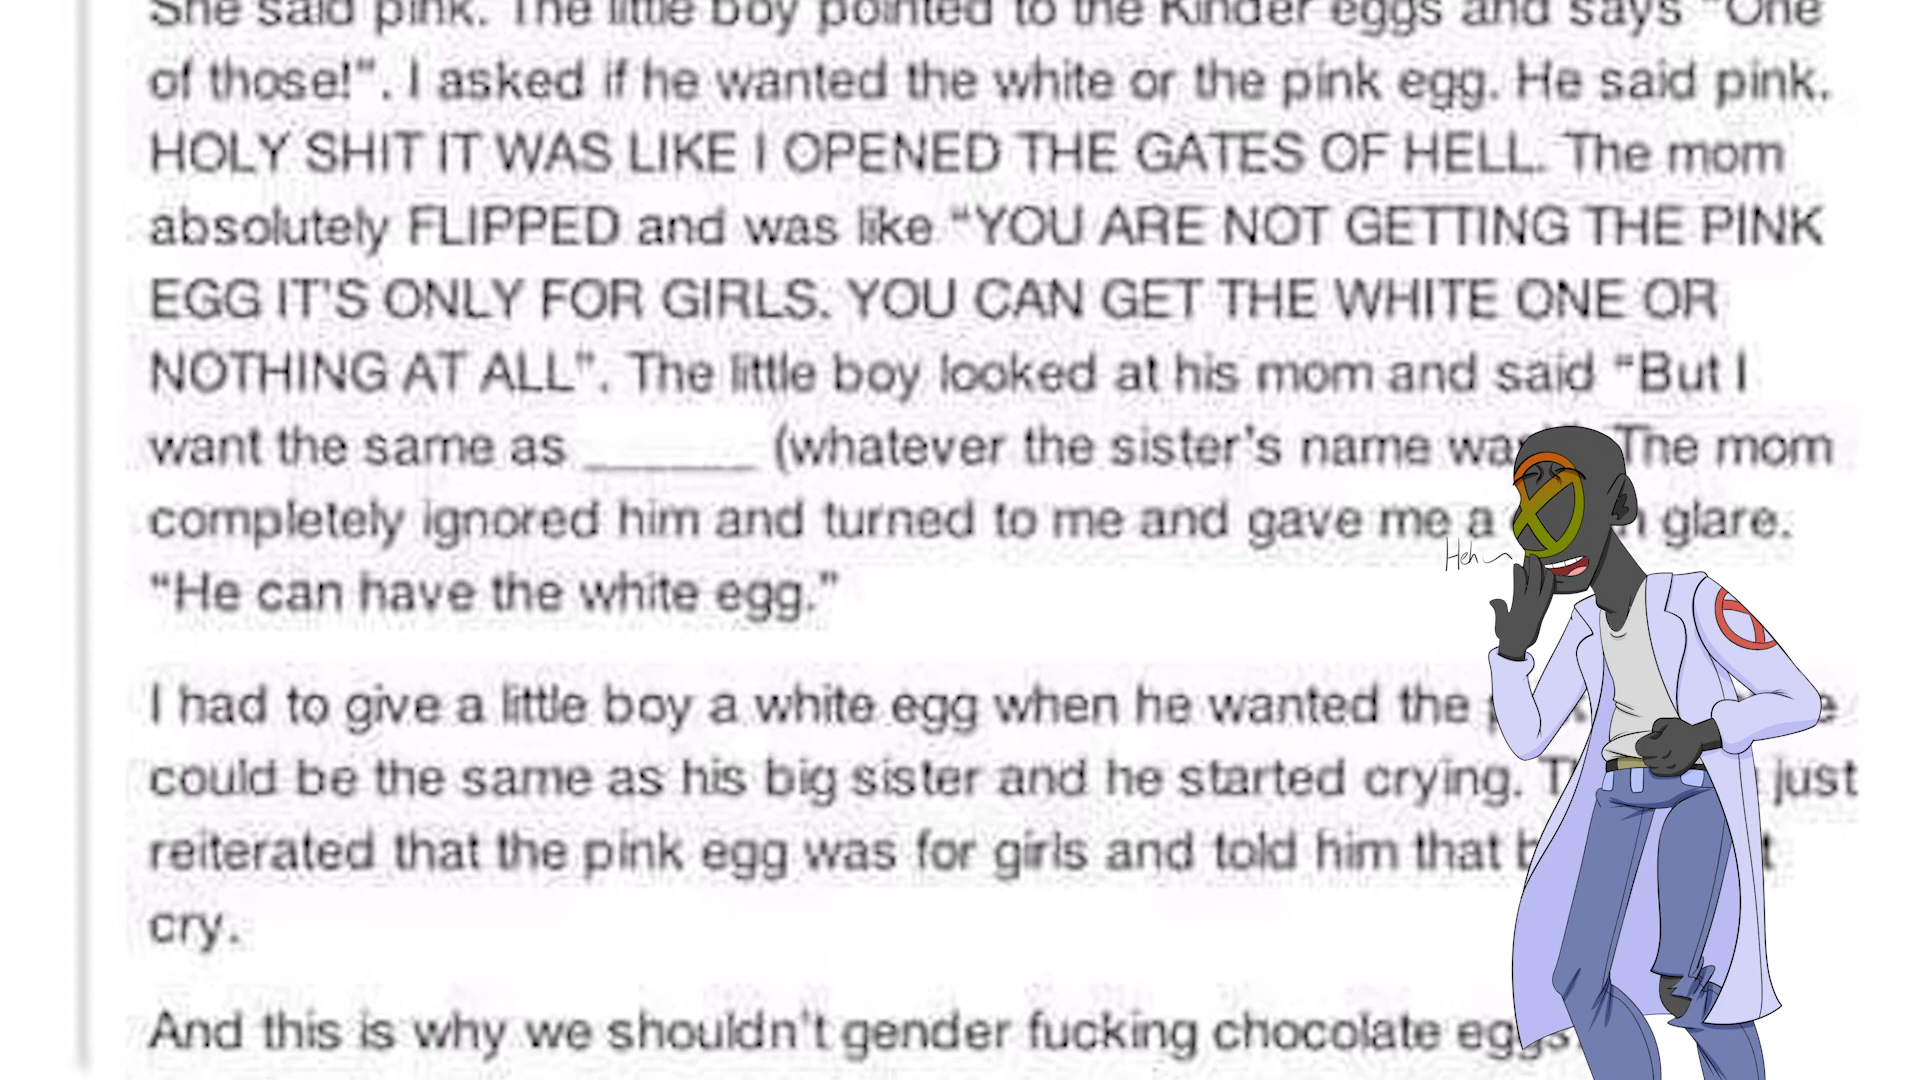 She said pink. The little boy pointed to the Kinder eggs and says "One
of those!". I asked if he wanted the white or the pink egg. He said pink.
HOLY SHIT IT WAS LIKE I OPENED THE GATES OF HELL. The mom
absolutely FLIPPED and was like "YOU ARE NOT GETTING THE PINK
EGG IT'S ONLY FOR GIRLS. YOU CAN GET THE WHITE ONE OR
NOTHING AT ALL". The little boy looked at his mom and said "But I
want the same as _______ (whatever the sister's name The mom
completely ignored him and turned to me and gave me a glare.
Heh
"He can have the white egg."
I had to give a little boy a white egg when he wanted the
could be the same as his big sister and he started crying. just
reiterated that the pink egg was for girls and told him that
cry.
And this is why we shouldn't gender fucking chocolate eggs